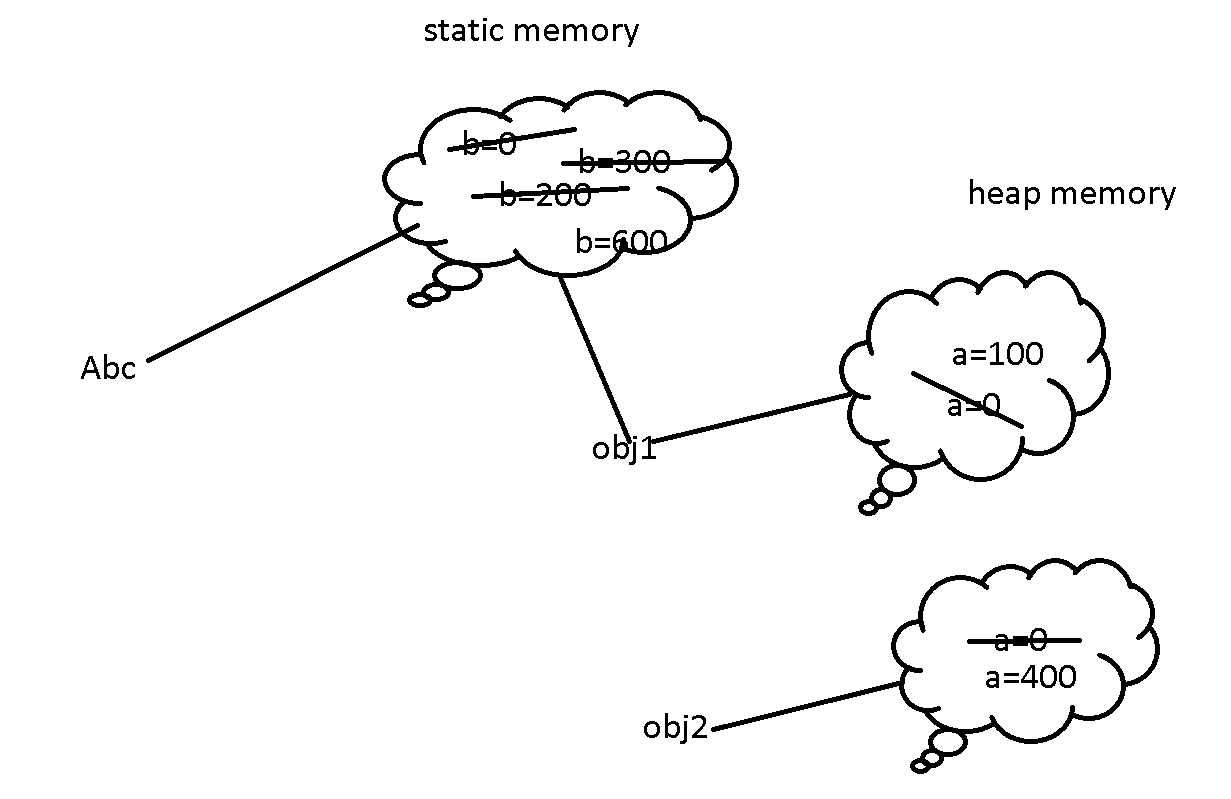 static memory
b=0
b=300
b=200
b=600
heap memory
Abc
obj1
a=100
a=0
a=0
a=400
obj2